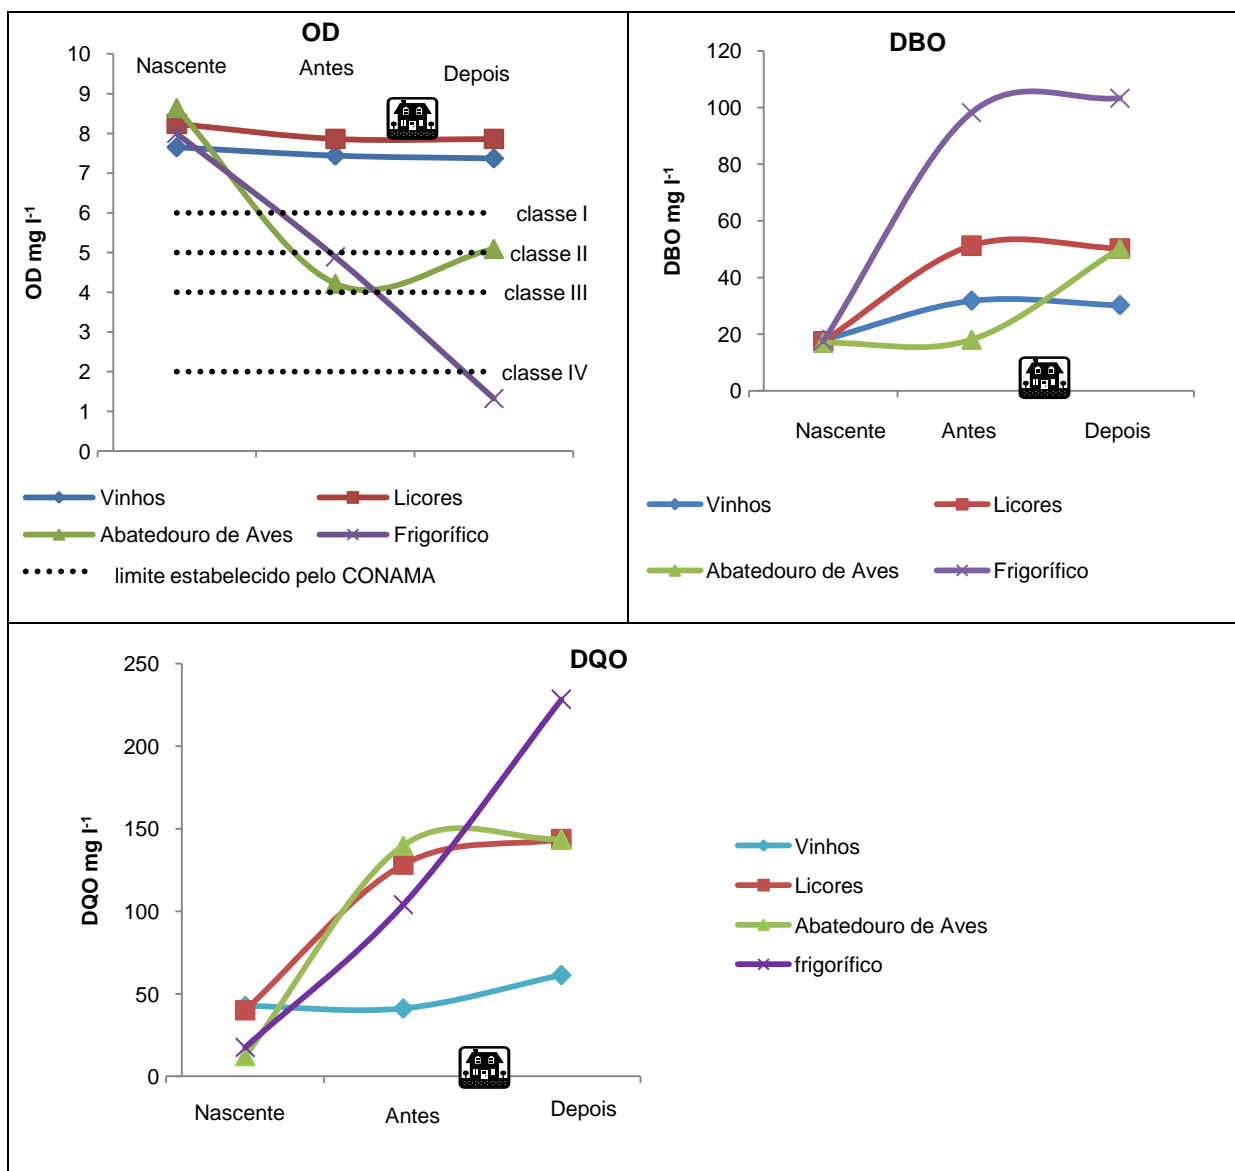 OD
10
9
8
7
6
5
4
3
2
1
0
OD mg l-1
Nascente Antes Depois
classe I
classe II
classe III
classe IV
Vinhos Licores
Abatedouro de Aves Frigorífico
limite estabelecido pelo CONAMA
DBO
120
100
80
60
40
20
0
DBO mg l-1
Nascente Antes Depois
Vinhos Licores
Abatedouro de Aves Frigorífico
DQO
250
200
150
100
50
0
DQO mg l-1
Nascente Antes Depois
Vinhos
Licores
Abatedouro de Aves
frigorífico